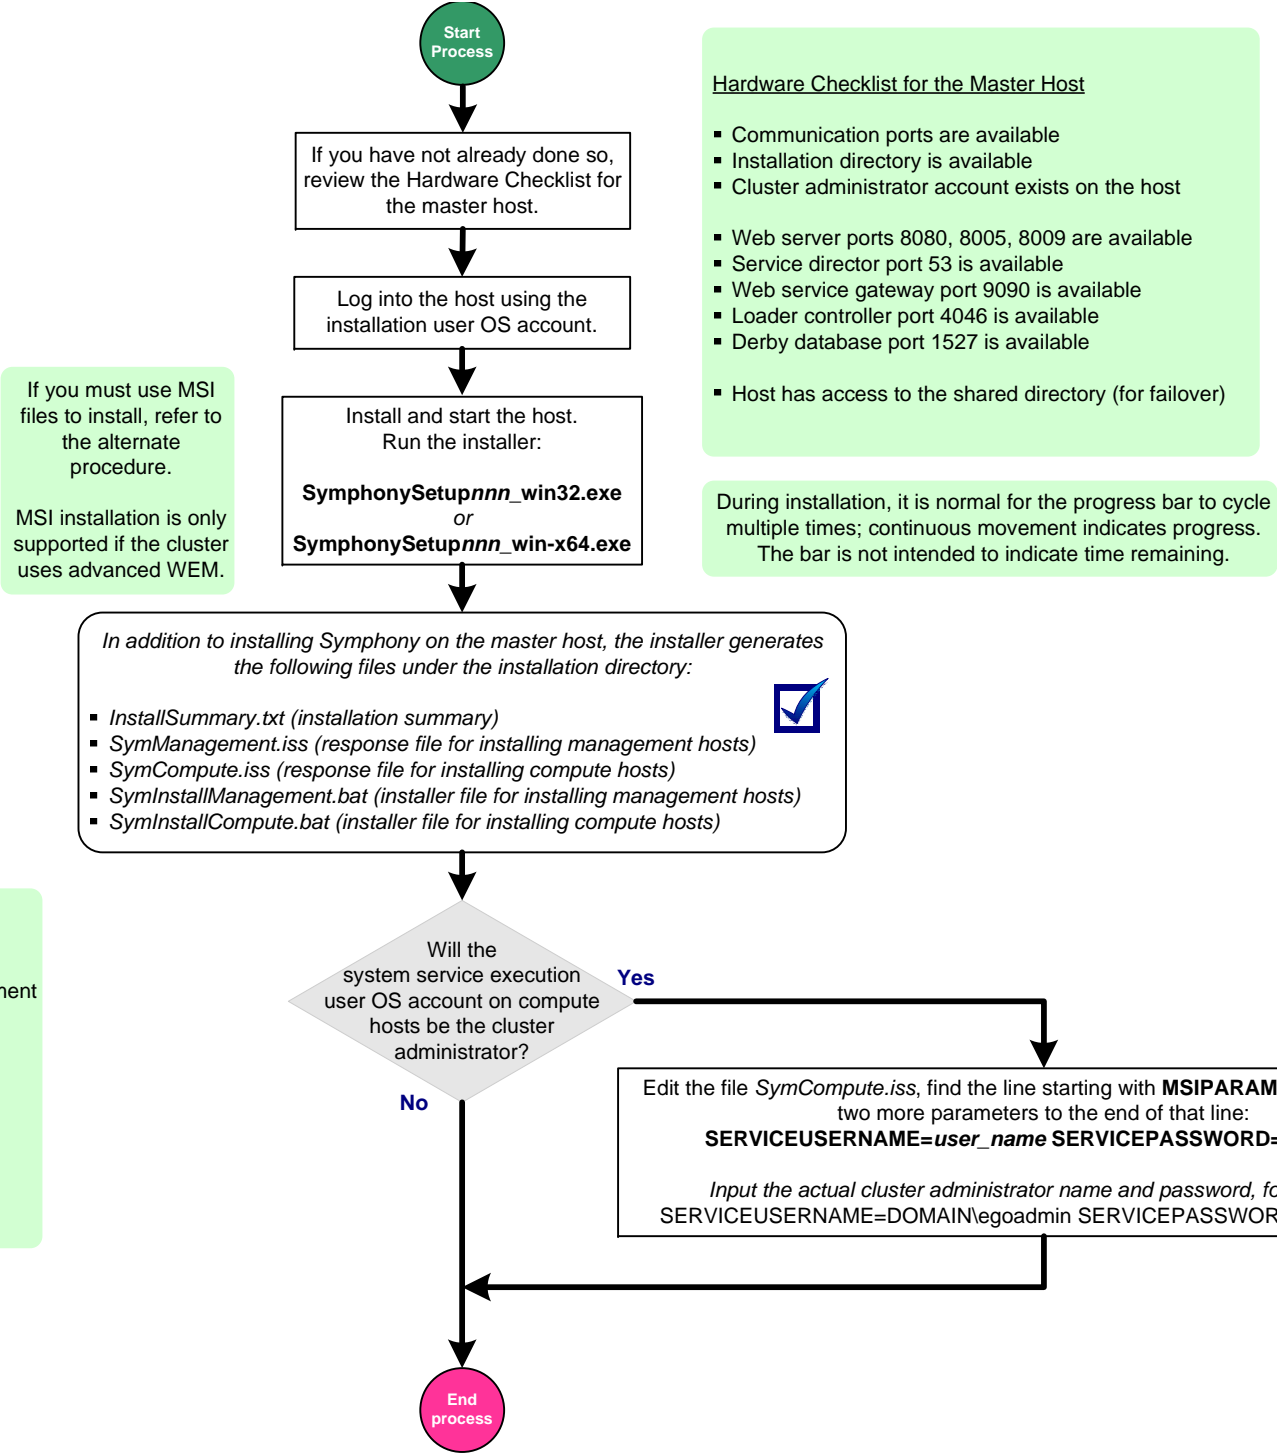 Start
Process
Hardware Checklist for the Master Host
▪ Communication ports are available
▪ Installation directory is available
▪ Cluster administrator account exists on the host
▪ Web server ports 8080, 8005, 8009 are available
▪ Service director port 53 is available
▪ Web service gateway port 9090 is available
▪ Loader controller port 4046 is available
▪ Derby database port 1527 is available
▪ Host has access to the shared directory (for failover)
If you have not already done so,
review the Hardware Checklist for
the master host.
Log into the host using the
installation user OS account.
If you must use MSI
files to install, refer to
the alternate
procedure.
MSI installation is only
supported if the cluster
uses advanced WEM.
Install and start the host.
Run the installer:
SymphonySetupnnn_win32.exe
or
SymphonySetupnnn_win-x64.exe
During installation, it is normal for the progress bar to cycle
multiple times; continuous movement indicates progress.
The bar is not intended to indicate time remaining.
In addition to installing Symphony on the master host, the installer generates
the following files under the installation directory:
▪ InstallSummary.txt (installation summary)
▪ SymManagement.iss (response file for installing management hosts)
▪ SymCompute.iss (response file for installing compute hosts)
▪ SymInstallManagement.bat (installer file for installing management hosts)
▪ SymInstallCompute.bat (installer file for installing compute hosts)
Will the
system service execution
user OS account on compute
hosts be the cluster
administrator?
Yes
No
Edit the file SymCompute.iss, find the line starting with MSIPARAM
two more parameters to the end of that line:
SERVICEUSERNAME=user_name SERVICEPASSWORD=
Input the actual cluster administrator name and password,
SERVICEUSERNAME=DOMAIN\egoadmin
End
process